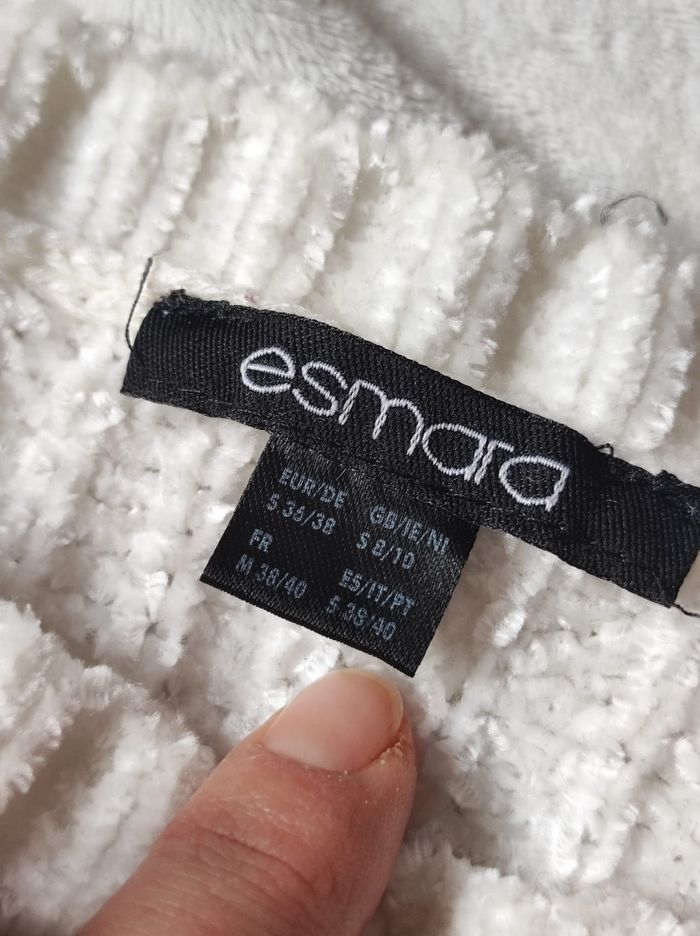 esmara
EUR/DE GB/IE/NI
S 36/38 S 8/10
FR ES/IT/PT
M 38/40 S 38/40